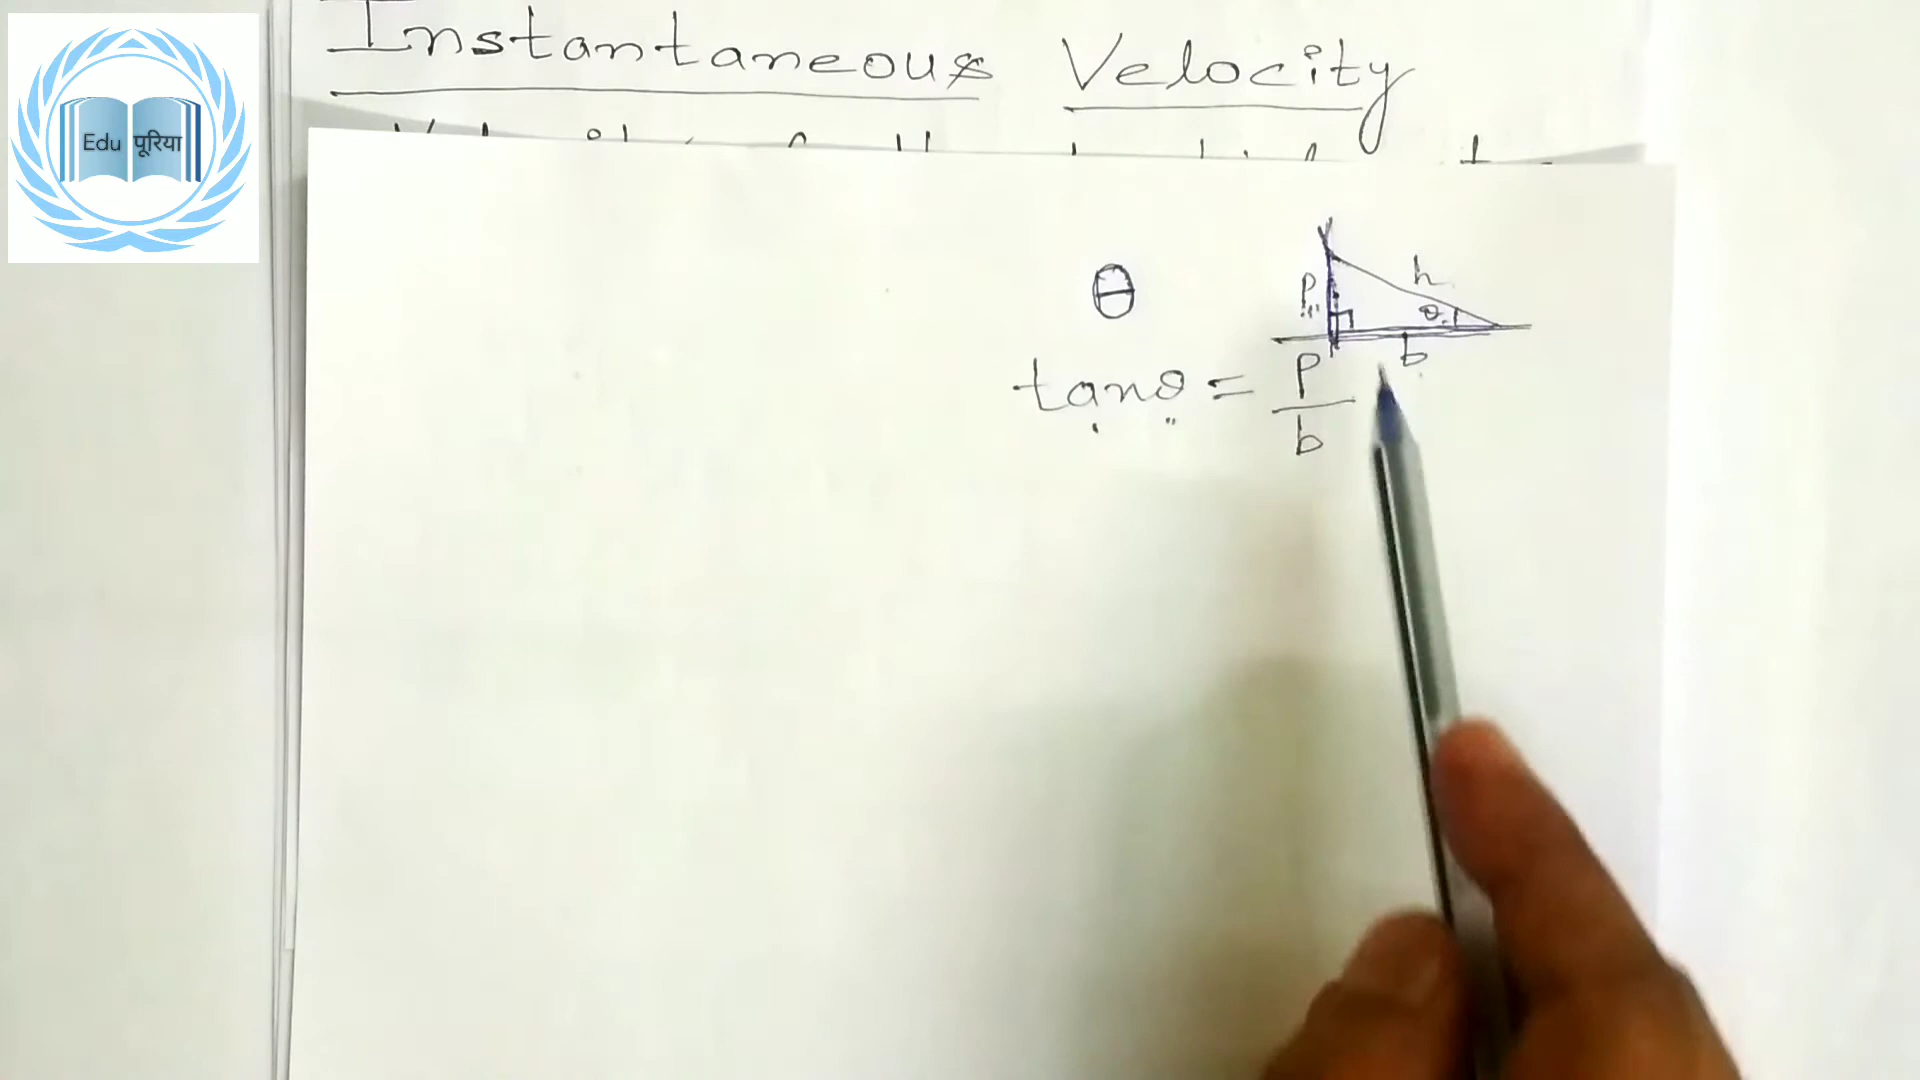 Instantaneous Velocity
Edu पूरिया
θ
p
h
θ
b
tanθ = p
b